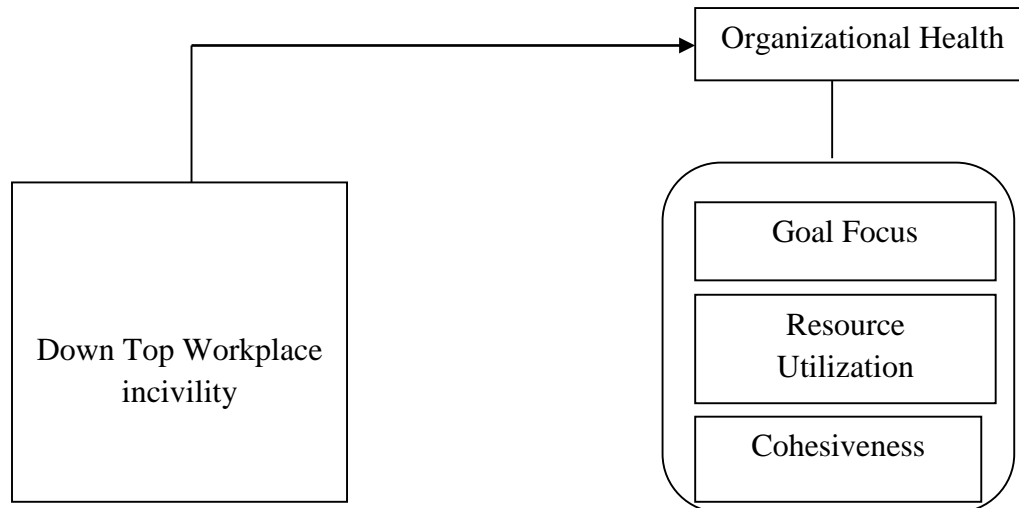 Organizational Health
Goal Focus
Resource
Utilization
Down Top Workplace
incivility
Cohesiveness